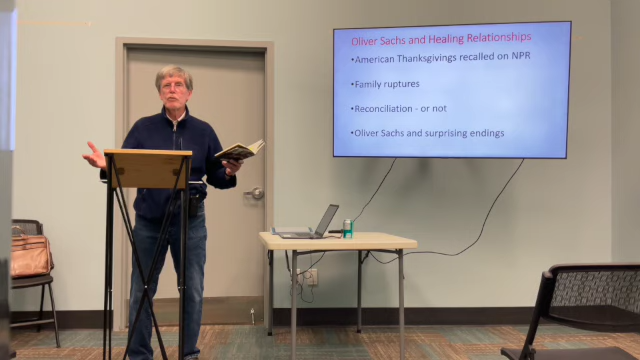 Oliver Sachs and Healing Relationships
•American Thanksgivings recalled on NPR
•Family ruptures
•Reconciliation - or not
•Oliver Sachs and surprising endings